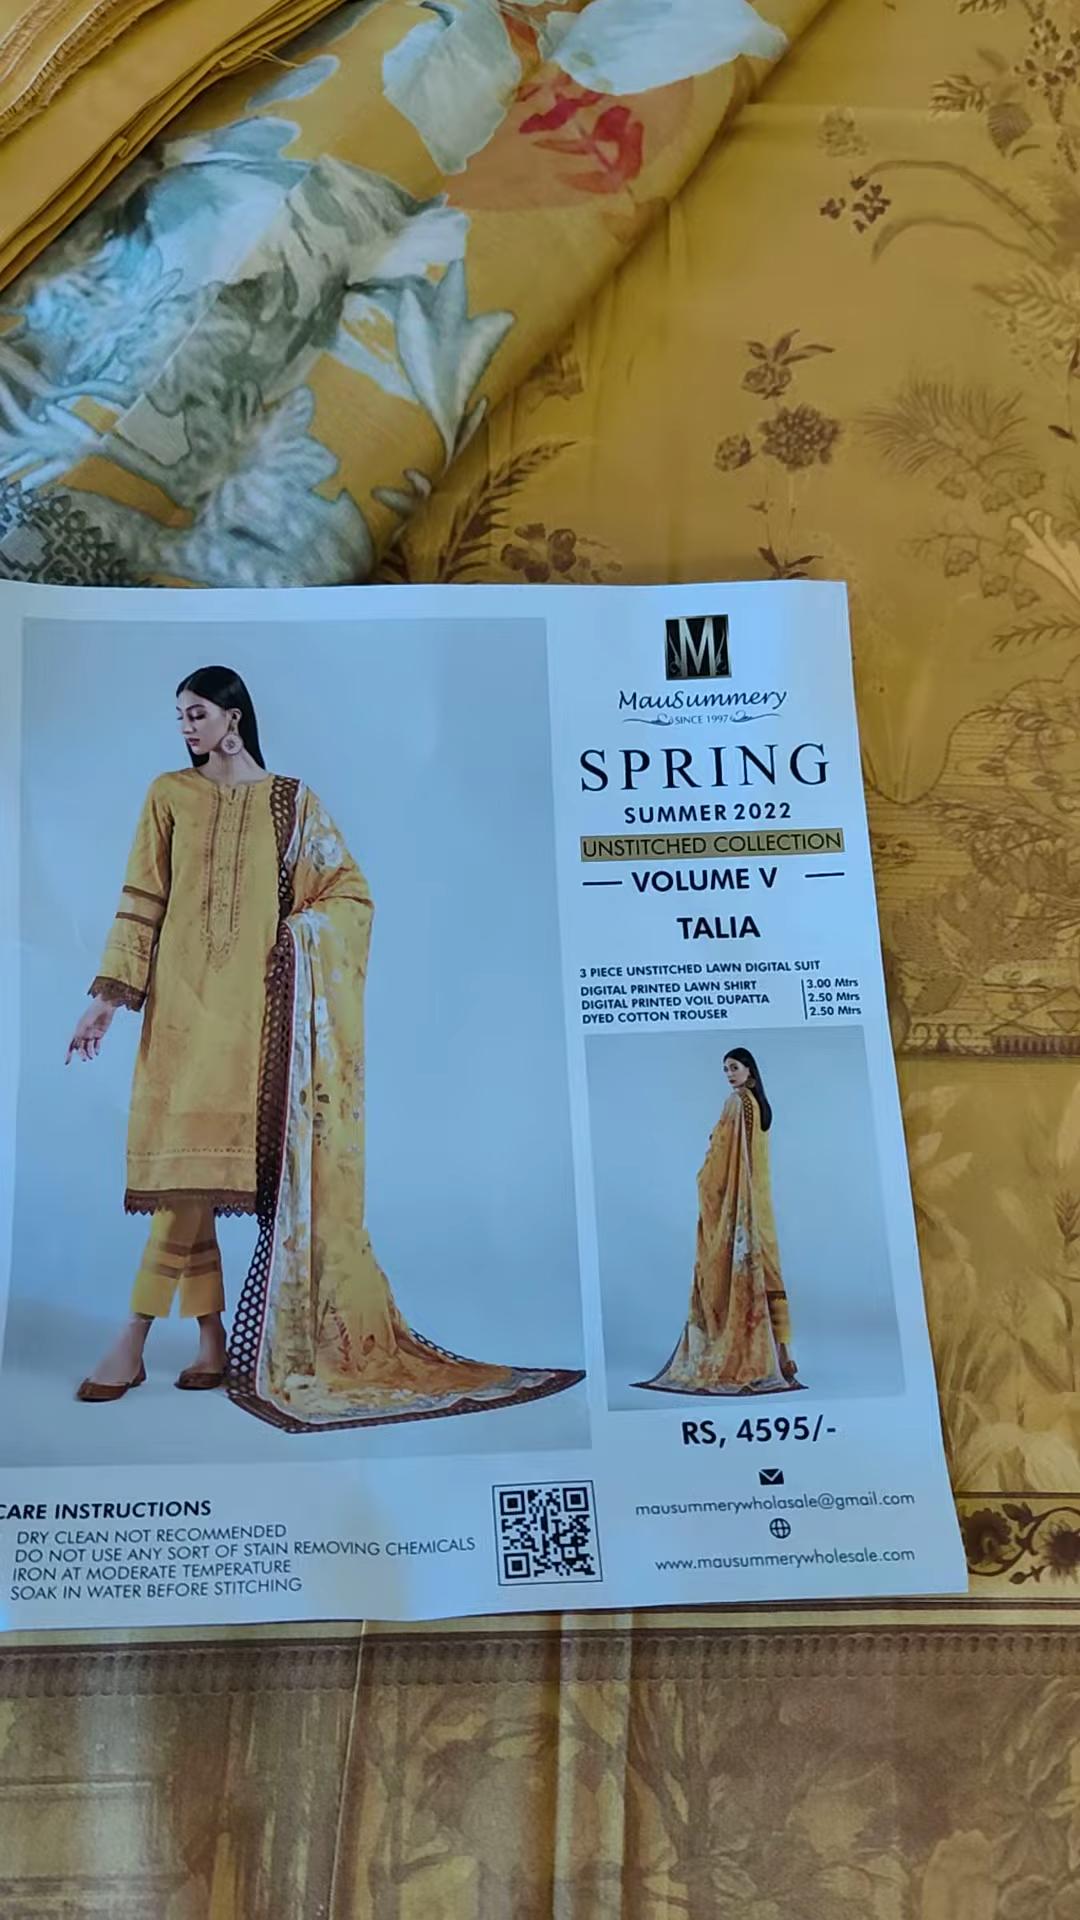 M
MauSummery
SINCE 1997
SPRING
SUMMER 2022
UNSTITCHED COLLECTION
VOLUME V
TALIA
3 PIECE UNSTITCHED LAWN DIGITAL SUIT
DIGITAL PRINTED LAWN SHIRT 3.00 Mtrs
DIGITAL PRINTED VOIL DUPATTA 2.50 Mtrs
DYED COTTON TROUSER 2.50 Mtrs
RS, 4595/-
mausummerywholasale@gmail.com
www.mausummerywholesale.com
CARE INSTRUCTIONS
DRY CLEAN NOT RECOMMENDED
DO NOT USE ANY SORT OF STAIN REMOVING CHEMICALS
IRON AT MODERATE TEMPERATURE
SOAK IN WATER BEFORE STITCHING